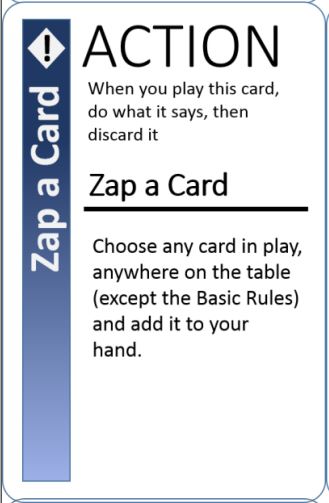 !
Zap a Card
ACTION
When you play this card,
do what it says, then
discard it
Zap a Card
Choose any card in play,
anywhere on the table
(except the Basic Rules)
and add it to your
hand.